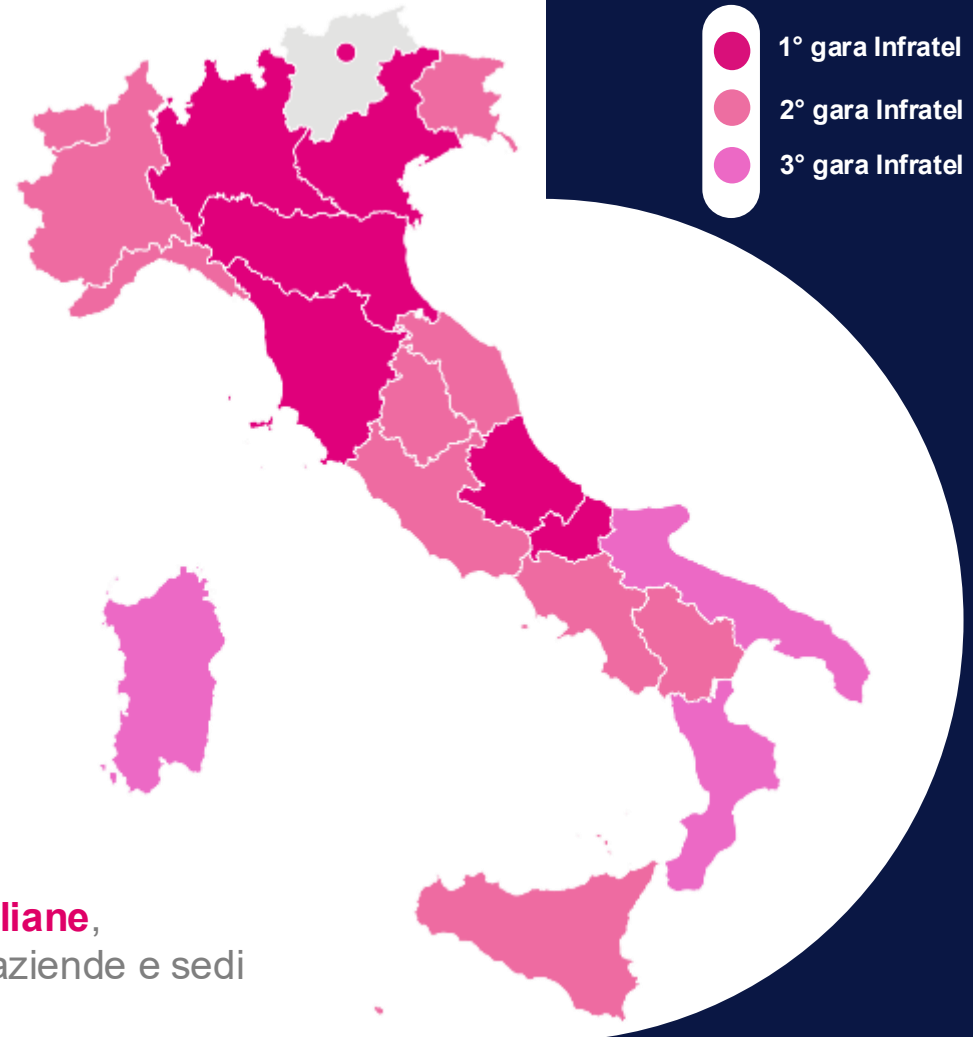 1° gara Infratel
2° gara Infratel
3° gara Infratel
liane,
aziende e sedi